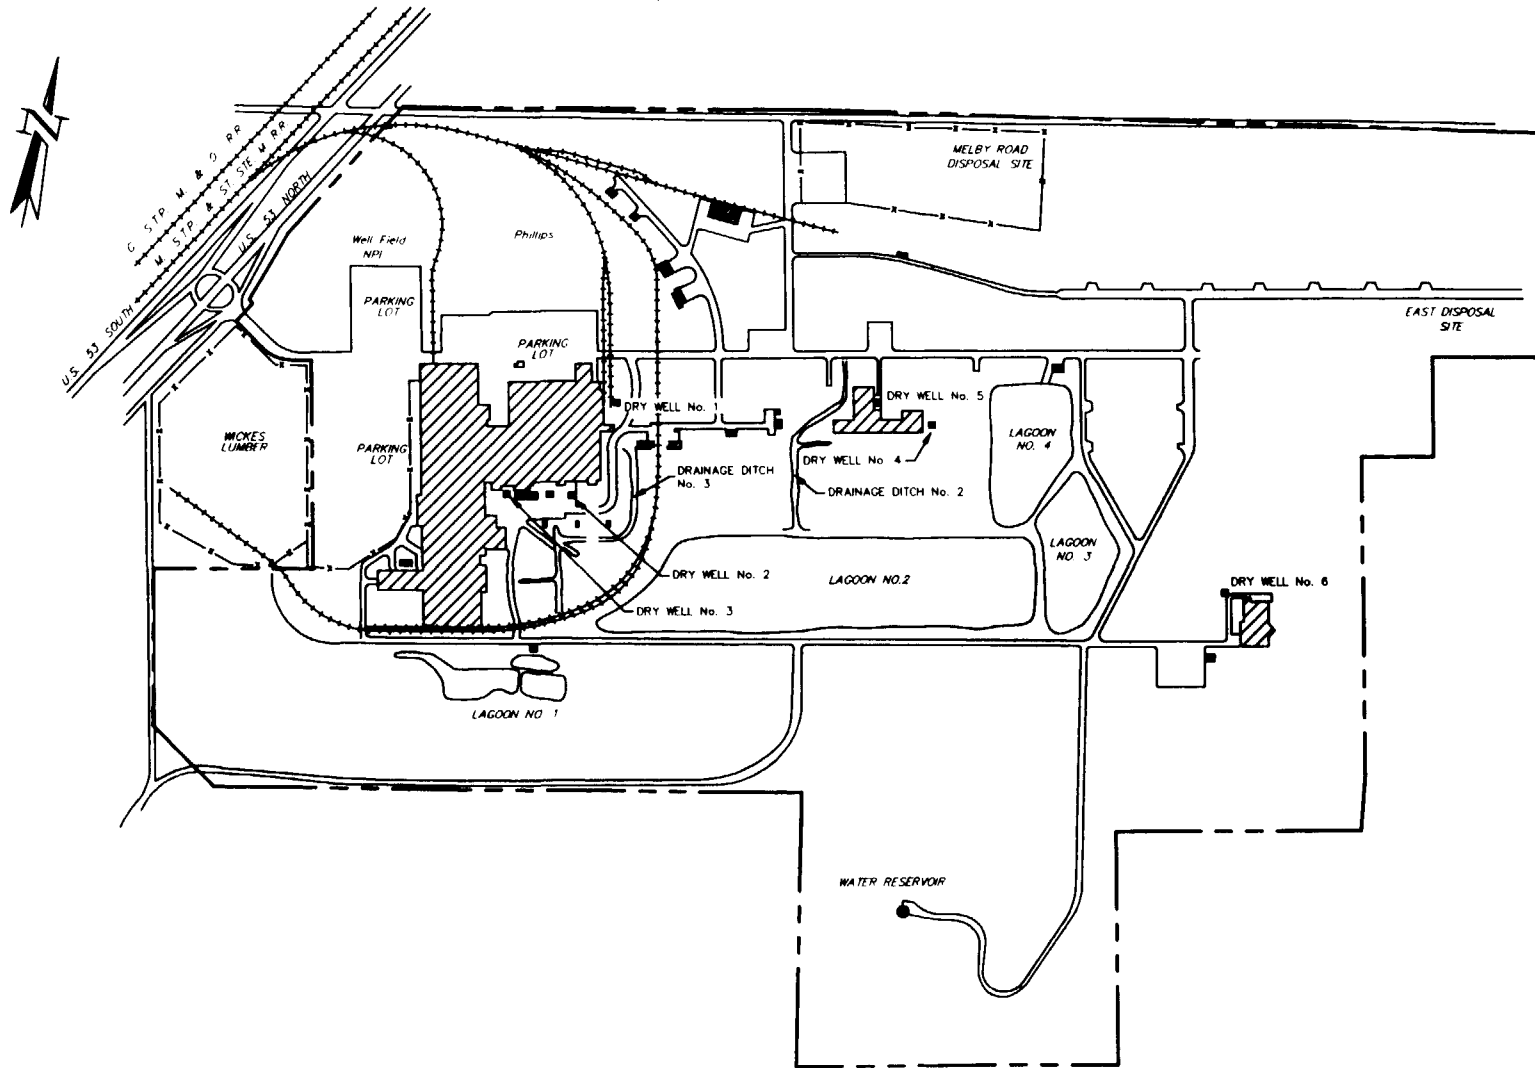 C STP M. & O RR
M STP & ST STE M RR
U.S. 53 NORTH
U.S. 53 SOUTH
N
MELBY ROAD
DISPOSAL SITE
Well Field
NPI
Phillips
PARKING
LOT
PARKING
LOT
EAST DISPOSAL
SITE
DRY WELL No. 1
DRY WELL No. 5
WICKES
LUMBER
PARKING
LOT
LAGOON
NO. 4
DRY WELL No 4
DRAINAGE DITCH
No. 3
DRAINAGE DITCH No. 2
LAGOON
NO. 3
DRY WELL No. 2
LAGOON NO.2
DRY WELL No. 6
DRY WELL No. 3
LAGOON NO 1
WATER RESERVOIR